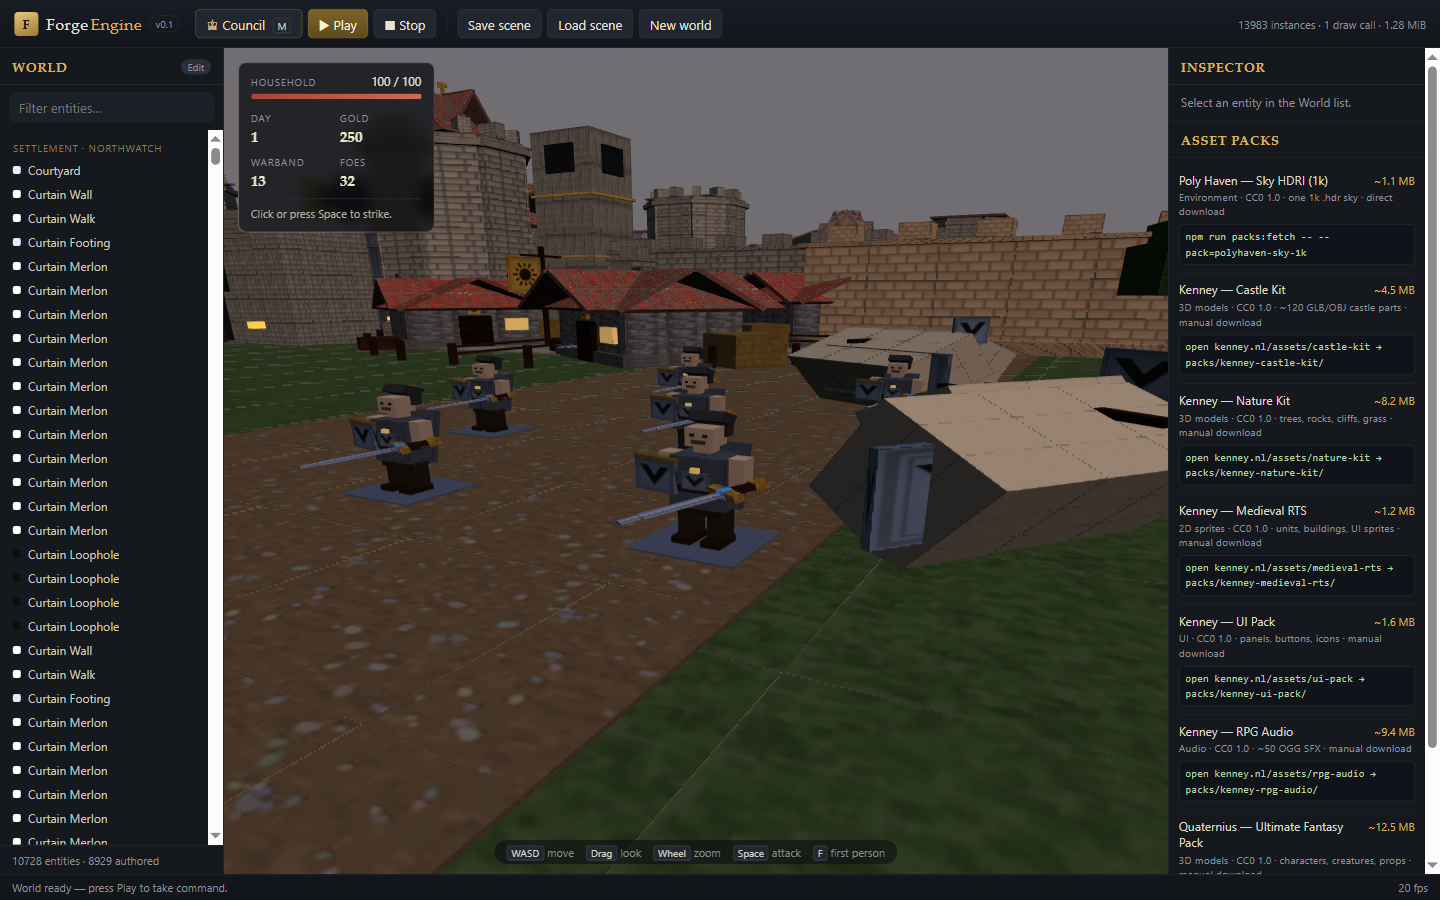 F ForgeEngine v0.1 Council M Play Stop Save scene Load scene New world 13983 instances · 1 draw call · 1.28 MiB
WORLD Edit
Filter entities...
SETTLEMENT · NORTHWATCH
Courtyard
Curtain Wall
Curtain Walk
Curtain Footing
Curtain Merlon
Curtain Merlon
Curtain Merlon
Curtain Merlon
Curtain Merlon
Curtain Merlon
Curtain Merlon
Curtain Merlon
Curtain Merlon
Curtain Merlon
Curtain Merlon
Curtain Merlon
Curtain Loophole
Curtain Loophole
Curtain Loophole
Curtain Loophole
Curtain Wall
Curtain Walk
Curtain Footing
Curtain Merlon
Curtain Merlon
Curtain Merlon
Curtain Merlon
Curtain Merlon
Curtain Merlon
10728 entities · 8929 authored
HOUSEHOLD 100 / 100
DAY GOLD
1 250
WARBAND FOES
13 32
Click or press Space to strike.
WASD move Drag look Wheel zoom Space attack F first person
INSPECTOR
Select an entity in the World list.
ASSET PACKS
Poly Haven — Sky HDRI (1k) ~1.1 MB
Environment · CC0 1.0 · one 1k .hdr sky · direct
download
npm run packs:fetch -- --
pack=polyhaven-sky-1k
Kenney — Castle Kit ~4.5 MB
3D models · CC0 1.0 · ~120 GLB/OBJ castle parts ·
manual download
open kenney.nl/assets/castle-kit →
packs/kenney-castle-kit/
Kenney — Nature Kit ~8.2 MB
3D models · CC0 1.0 · trees, rocks, cliffs, grass ·
manual download
open kenney.nl/assets/nature-kit →
packs/kenney-nature-kit/
Kenney — Medieval RTS ~1.2 MB
2D sprites · CC0 1.0 · units, buildings, UI sprites ·
manual download
open kenney.nl/assets/medieval-rts →
packs/kenney-medieval-rts/
Kenney — UI Pack ~1.6 MB
UI · CC0 1.0 · panels, buttons, icons · manual
download
open kenney.nl/assets/ui-pack →
packs/kenney-ui-pack/
Kenney — RPG Audio ~9.4 MB
Audio · CC0 1.0 · ~50 OGG SFX · manual download
open kenney.nl/assets/rpg-audio →
packs/kenney-rpg-audio/
Quaternius — Ultimate Fantasy ~12.5 MB
Pack
3D models · CC0 1.0 · characters, creatures, props ·
manual download
World ready — press Play to take command. 20 fps